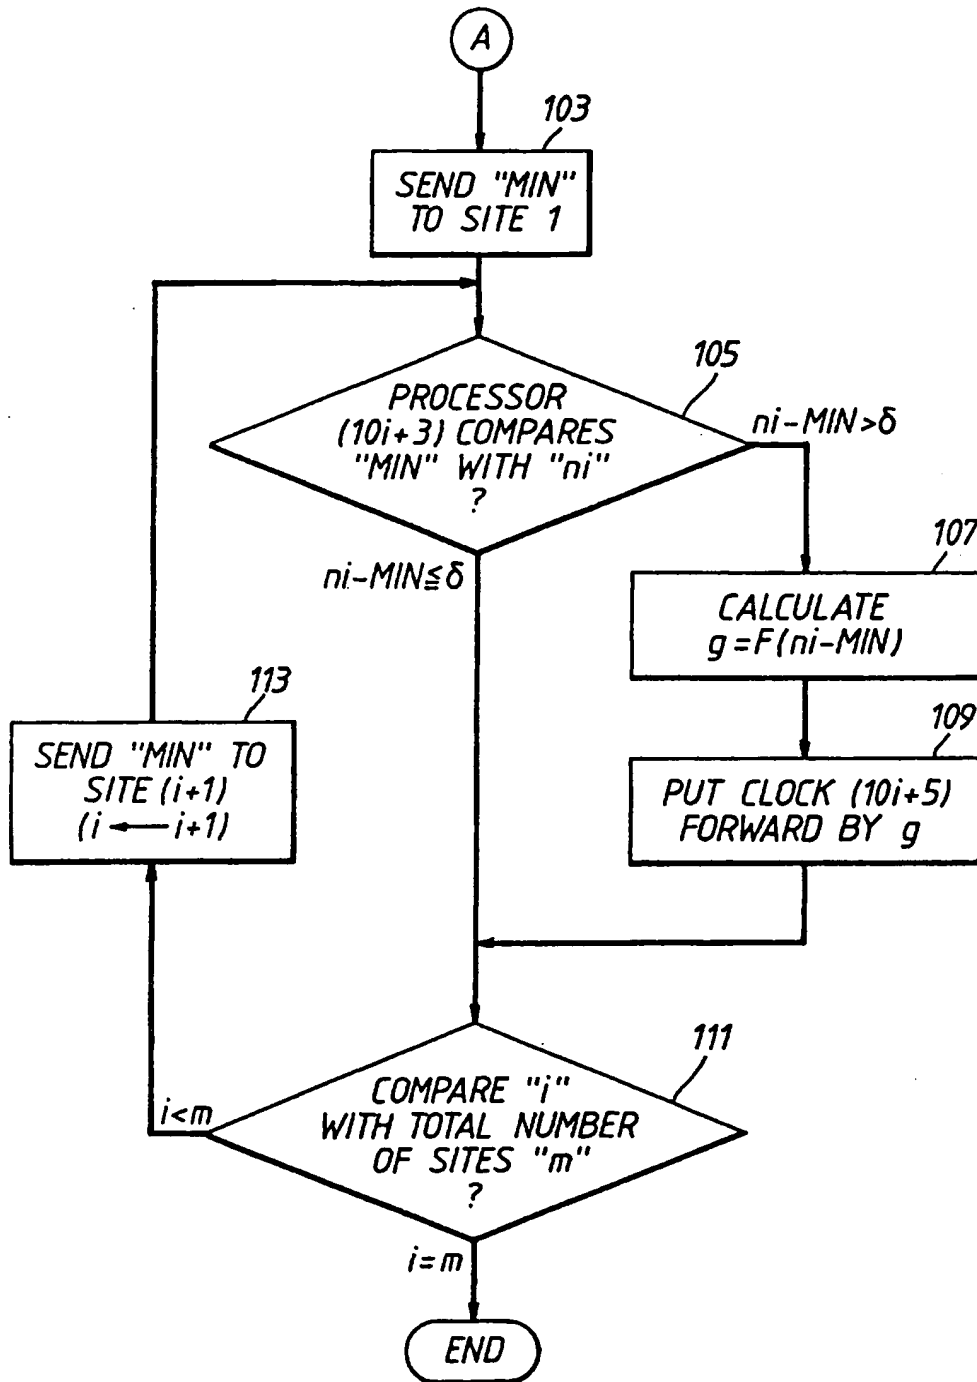 A
103
SEND "MIN"
TO SITE 1
105
PROCESSOR
(10i+3) COMPARES
"MIN" WITH "ni"
?
ni-MIN>δ
ni-MIN≦δ
107
CALCULATE
g=F(ni-MIN)
109
PUT CLOCK (10i+5)
FORWARD BY g
113
SEND "MIN" TO
SITE (i+1)
(i ← i+1)
111
COMPARE "i"
WITH TOTAL NUMBER
OF SITES "m"
?
i<m
i=m
END